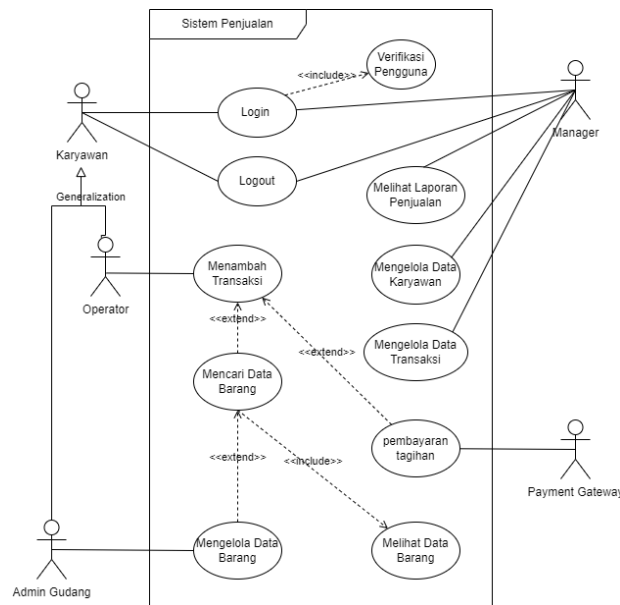 Sistem Penjualan
Verifikasi
Pengguna
<<include>>
Login
Karyawan
Manager
Logout
Generalization
Melihat Laporan
Penjualan
Menambah
Transaksi
Mengelola Data
Karyawan
Operator
<<extend>>
<<extend>>
Mengelola Data
Transaksi
Mencari Data
Barang
pembayaran
tagihan
<<extend>>
<<include>>
Payment Gateway
Mengelola Data
Barang
Melihat Data
Barang
Admin Gudang